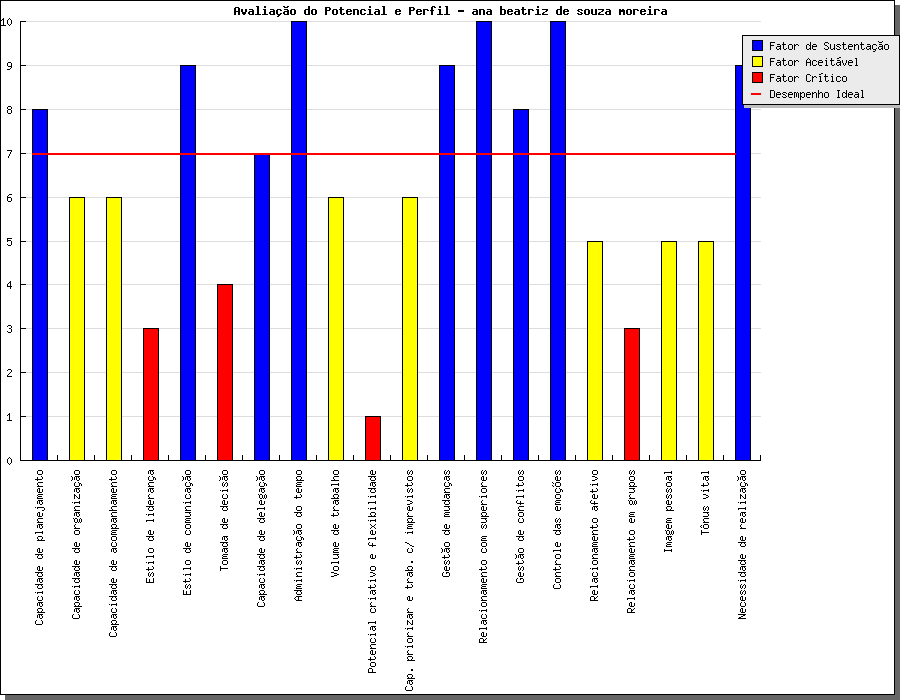 Avaliação do Potencial e Perfil - ana beatriz de souza moreira
10
9
8
7
6
5
4
3
2
1
0
Fator de Sustentação
Fator Aceitável
Fator Crítico
Desempenho Ideal
Capacidade de planejamento
Capacidade de organização
Capacidade de acompanhamento
Estilo de liderança
Estilo de comunicação
Tomada de decisão
Capacidade de delegação
Administração do tempo
Volume de trabalho
Potencial criativo e flexibilidade
Cap. priorizar e trab. c/ imprevistos
Gestão de mudanças
Relacionamento com superiores
Gestão de conflitos
Controle das emoções
Relacionamento afetivo
Relacionamento em grupos
Imagem pessoal
Tônus vital
Necessidade de realização